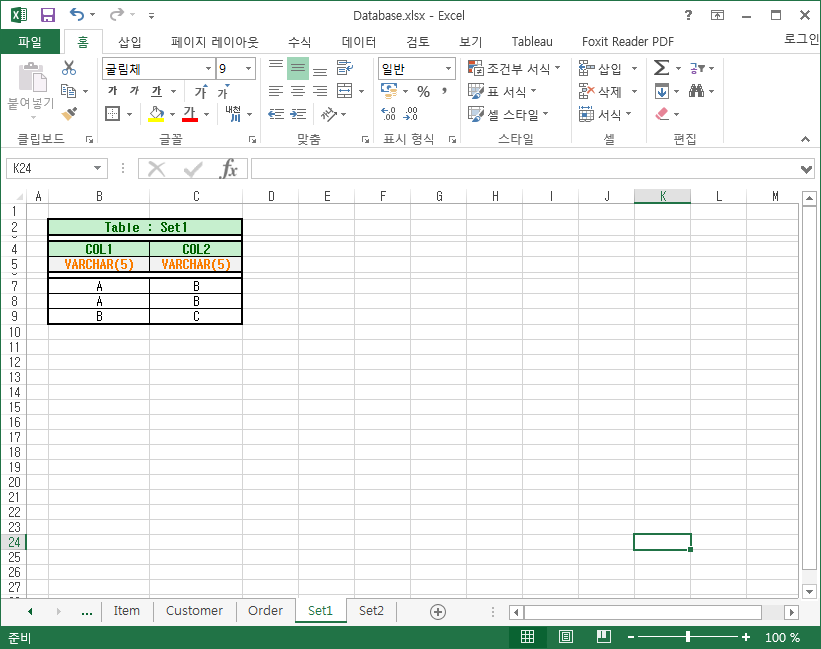 Database.xlsx - Excel
파일 홈 삽입 페이지 레이아웃 수식 데이터 검토 보기 Tableau Foxit Reader PDF 로그인
붙여넣기
굴림체 9
가 가 가 가 가
가 내천
일반
% ,
조건부 서식
표 서식
셀 스타일
삽입
삭제
서식
클립보드 글꼴 맞춤 표시 형식 스타일 셀 편집
K24 fx
A B C D E F G H I J K L M
1
2 Table : Set1
4 COL1 COL2
5 VARCHAR(5) VARCHAR(5)
7 A B
8 A B
9 B C
10
11
12
13
14
15
16
17
18
19
20
21
22
23
24
25
26
27
... Item Customer Order Set1 Set2
준비 100 %